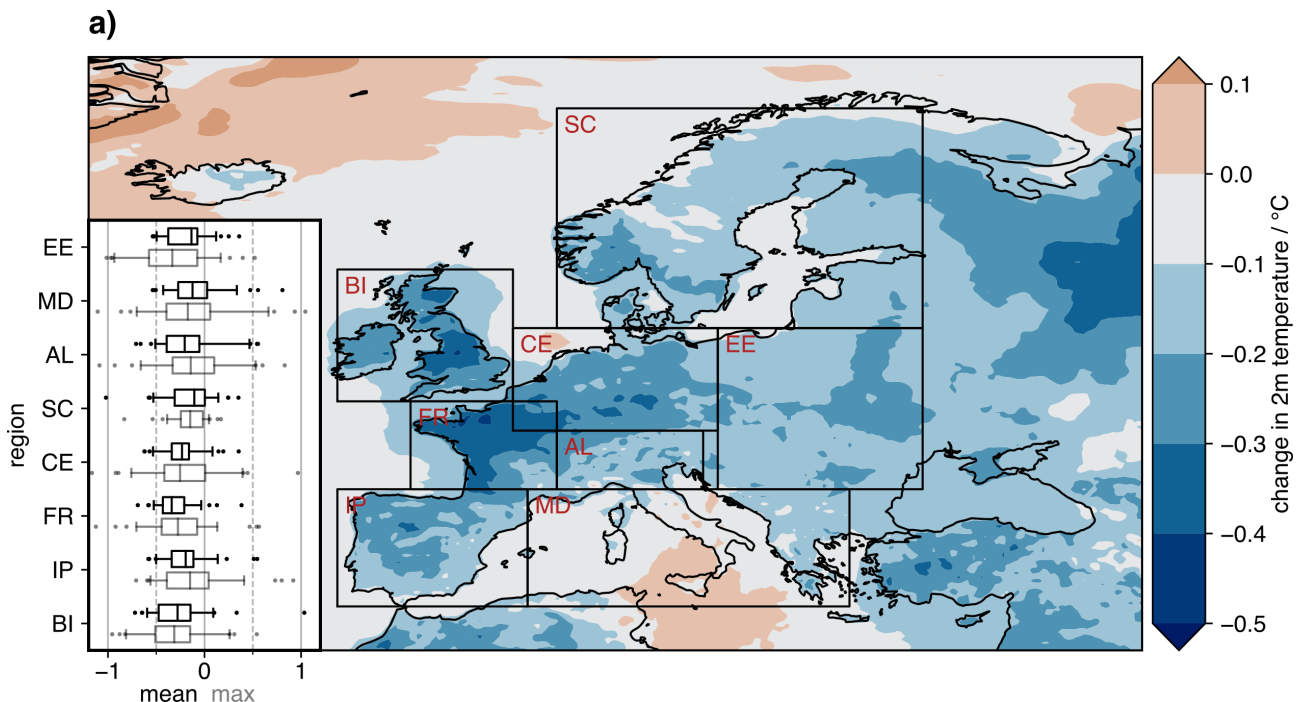 a)
SC
BI
CE
EE
FR
AL
IP
MD
region
EE
MD
AL
SC
CE
FR
IP
BI
−1 0 1
mean max
0.1
0.0
−0.1
−0.2
−0.3
−0.4
−0.5
change in 2m temperature / °C